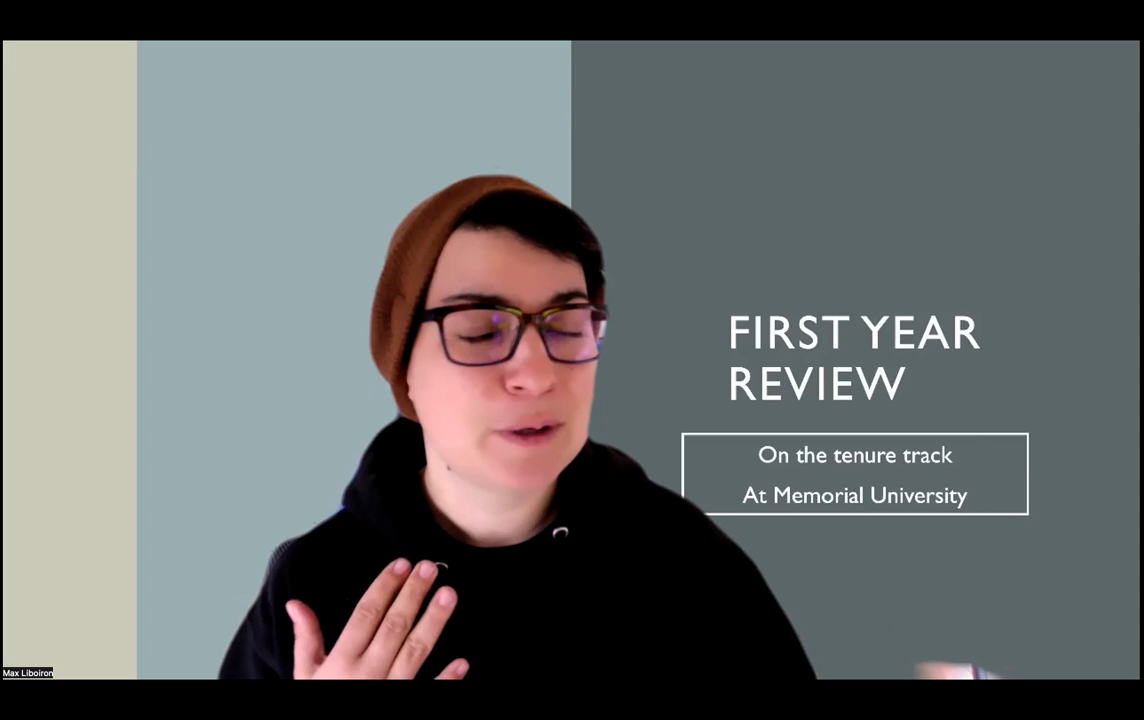 FIRST YEAR
REVIEW
On the tenure track
At Memorial University
Max Liboiron